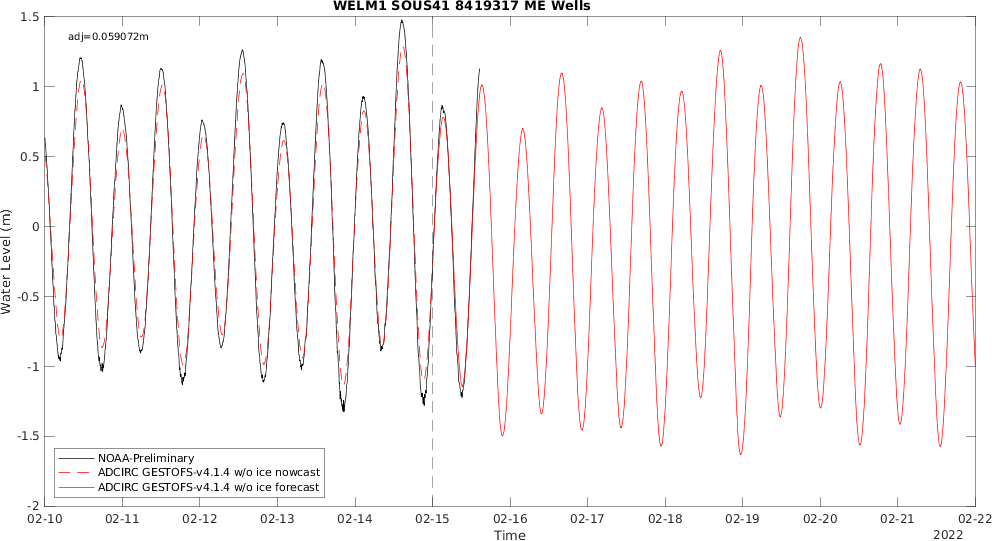 WELM1 SOUS41 8419317 ME Wells
adj=0.059072m
1.5
1
0.5
0
-0.5
-1
-1.5
-2
Water Level (m)
NOAA-Preliminary
ADCIRC GESTOFS-v4.1.4 w/o ice nowcast
ADCIRC GESTOFS-v4.1.4 w/o ice forecast
02-10 02-11 02-12 02-13 02-14 02-15 02-16 02-17 02-18 02-19 02-20 02-21 02-22
Time
2022